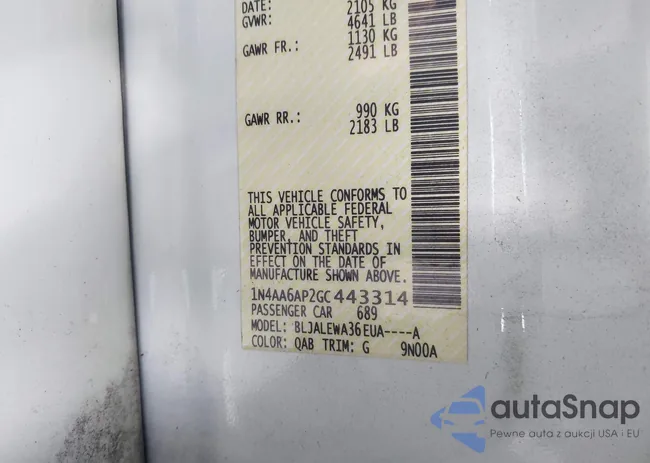 DATE: 2105 KG
GVWR: 4641 LB
1130 KG
GAWR FR.: 2491 LB
990 KG
GAWR RR.: 2183 LB
THIS VEHICLE CONFORMS TO
ALL APPLICABLE FEDERAL
MOTOR VEHICLE SAFETY,
BUMPER, AND THEFT
PREVENTION STANDARDS IN
EFFECT ON THE DATE OF
MANUFACTURE SHOWN ABOVE.
1N4AA6AP2GC443314
PASSENGER CAR 689
MODEL: BLJALEWA36EUA----A
COLOR: QAB TRIM: G 9N00A
autaSnap
Pewne auta z aukcji USA i EU